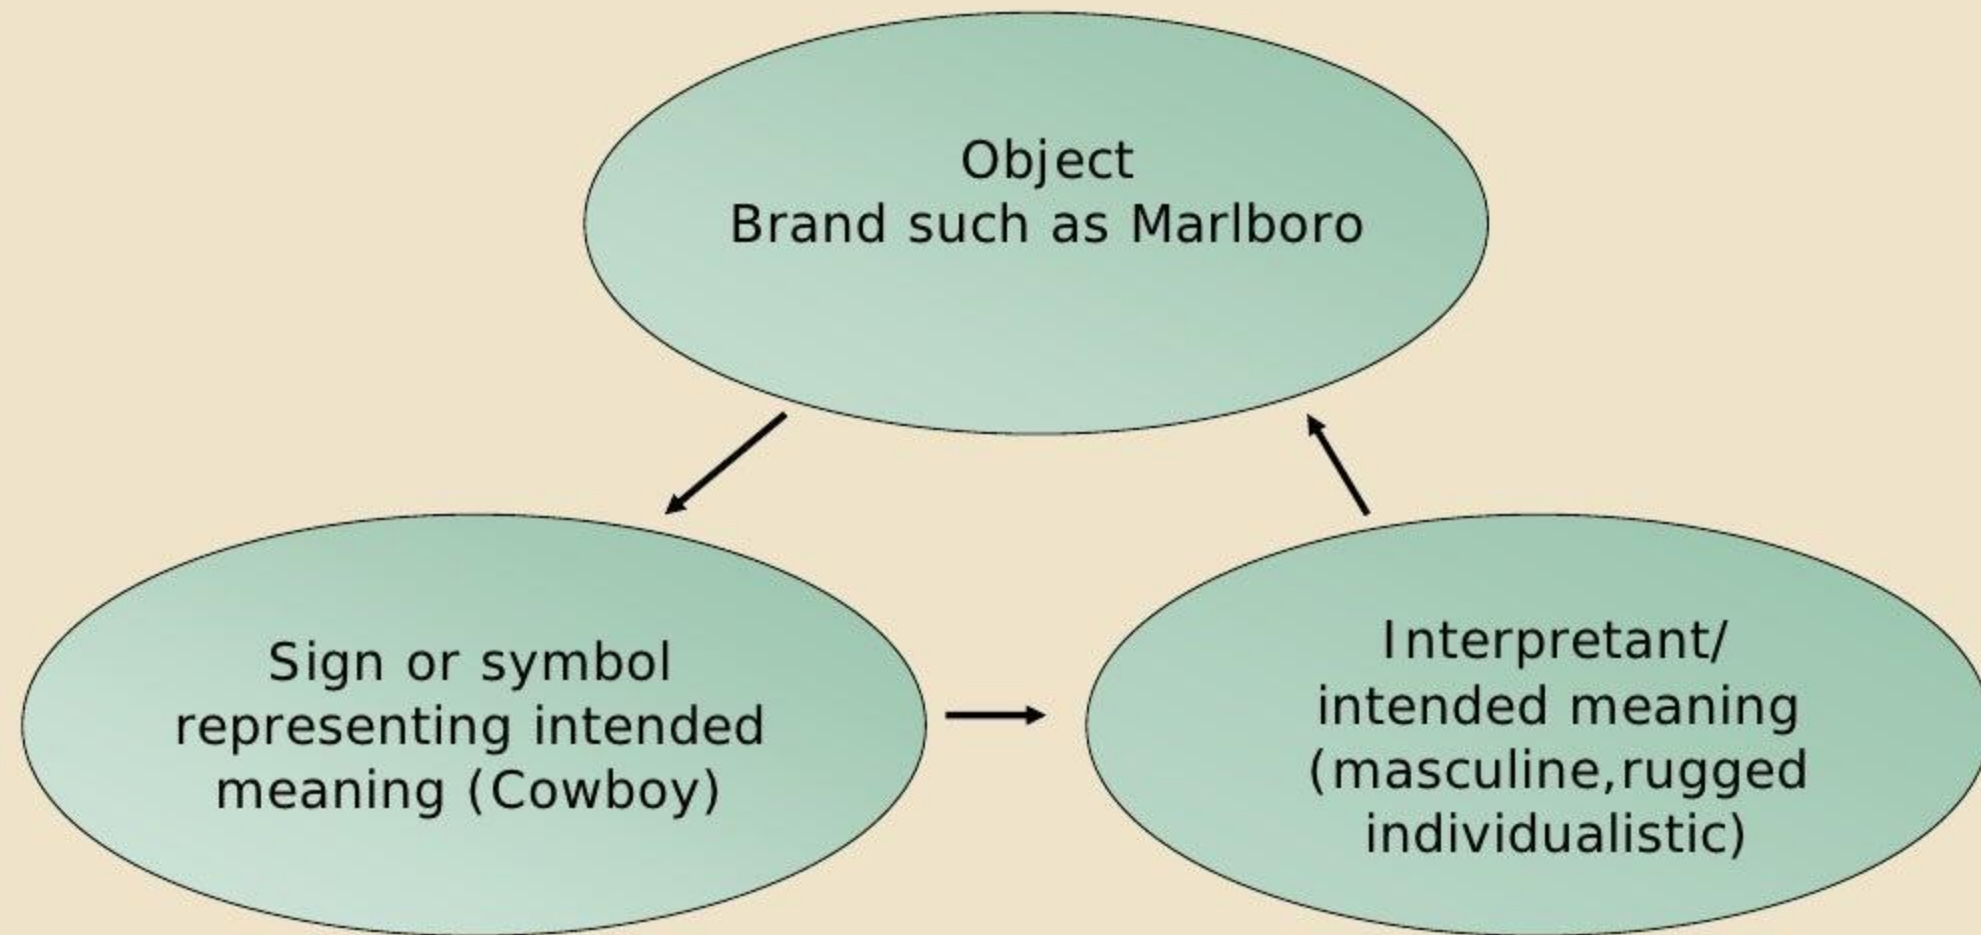 Object
Brand such as Marlboro
Sign or symbol
representing intended
meaning (Cowboy)
Interpretant/
intended meaning
(masculine,rugged
individualistic)